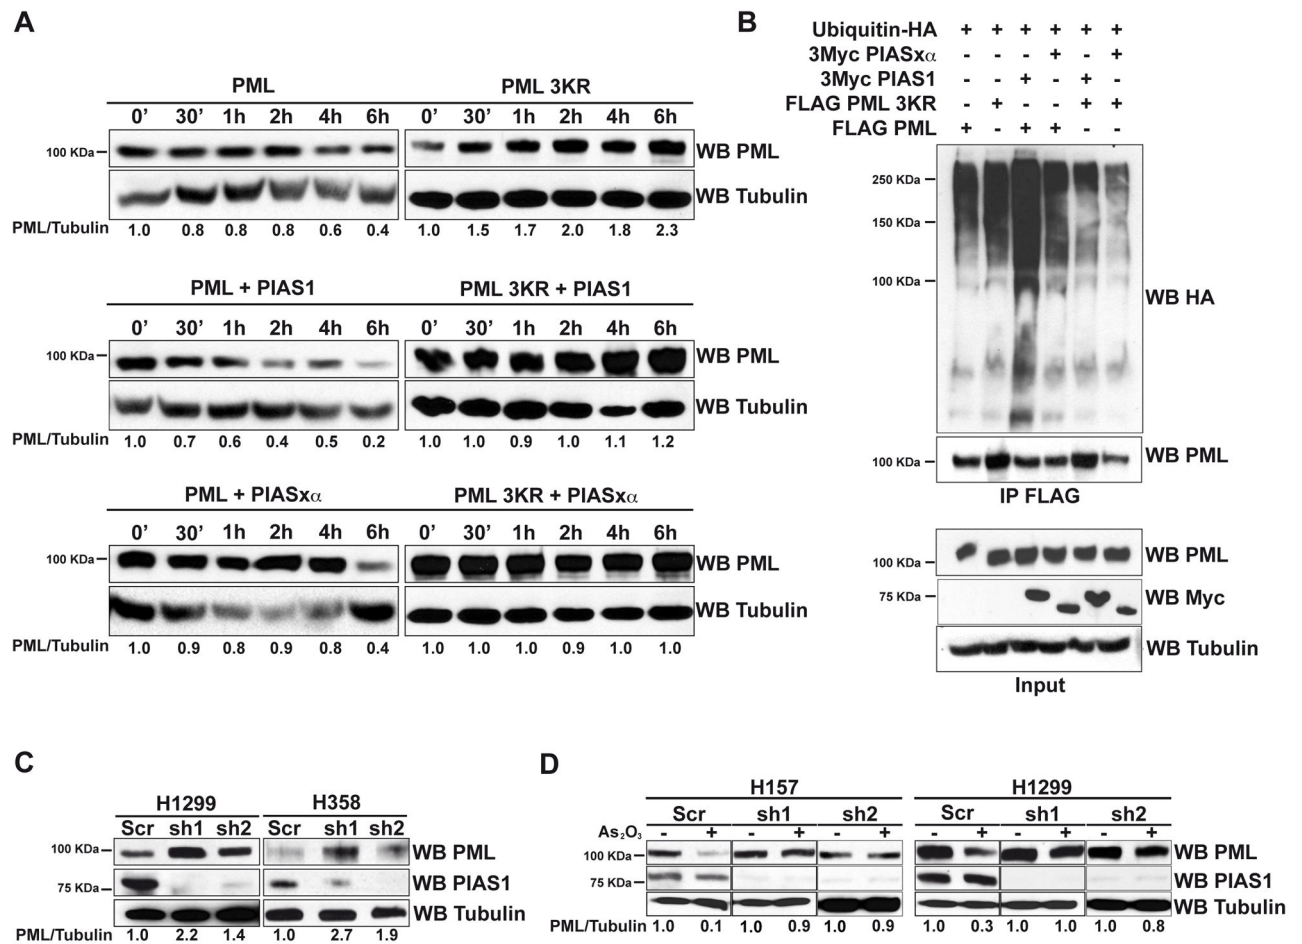 A
PML PML 3KR
0’ 30’ 1h 2h 4h 6h 0’ 30’ 1h 2h 4h 6h
100 KDa WB PML
WB Tubulin
PML/Tubulin 1.0 0.8 0.8 0.8 0.6 0.4 1.0 1.5 1.7 2.0 1.8 2.3
PML + PIAS1 PML 3KR + PIAS1
0’ 30’ 1h 2h 4h 6h 0’ 30’ 1h 2h 4h 6h
100 KDa WB PML
WB Tubulin
PML/Tubulin 1.0 0.7 0.6 0.4 0.5 0.2 1.0 1.0 0.9 1.0 1.1 1.2
PML + PIASxα PML 3KR + PIASxα
0’ 30’ 1h 2h 4h 6h 0’ 30’ 1h 2h 4h 6h
100 KDa WB PML
WB Tubulin
PML/Tubulin 1.0 0.9 0.8 0.9 0.8 0.4 1.0 1.0 1.0 0.9 1.0 1.0
B
Ubiquitin-HA + + + + + +
3Myc PIASxα - - - + - +
3Myc PIAS1 - - + - + -
FLAG PML 3KR - + - - + +
FLAG PML + - + + - -
250 KDa
150 KDa
100 KDa
WB HA
100 KDa WB PML
IP FLAG
100 KDa WB PML
75 KDa WB Myc
WB Tubulin
Input
C
H1299 H358
Scr sh1 sh2 Scr sh1 sh2
100 KDa WB PML
75 KDa WB PIAS1
WB Tubulin
PML/Tubulin 1.0 2.2 1.4 1.0 2.7 1.9
D
H157 H1299
Scr sh1 sh2 Scr sh1 sh2
As₂O₃ - + - + - + - + - + - +
100 KDa WB PML
75 KDa WB PIAS1
WB Tubulin
PML/Tubulin 1.0 0.1 1.0 0.9 1.0 0.9 1.0 0.3 1.0 1.0 1.0 0.8